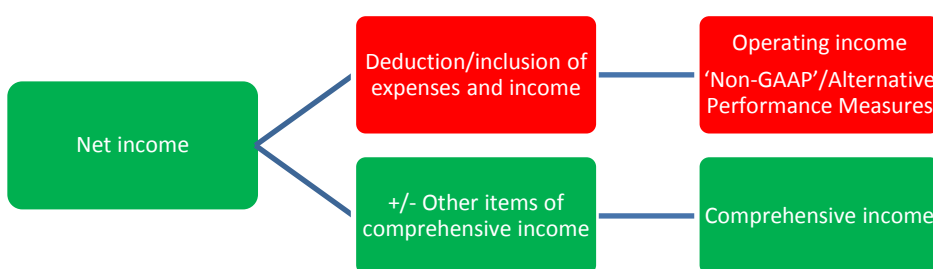 Net income
Deduction/inclusion of
expenses and income
Operating income
‘Non-GAAP’/Alternative
Performance Measures
+/- Other items of
comprehensive income
Comprehensive income